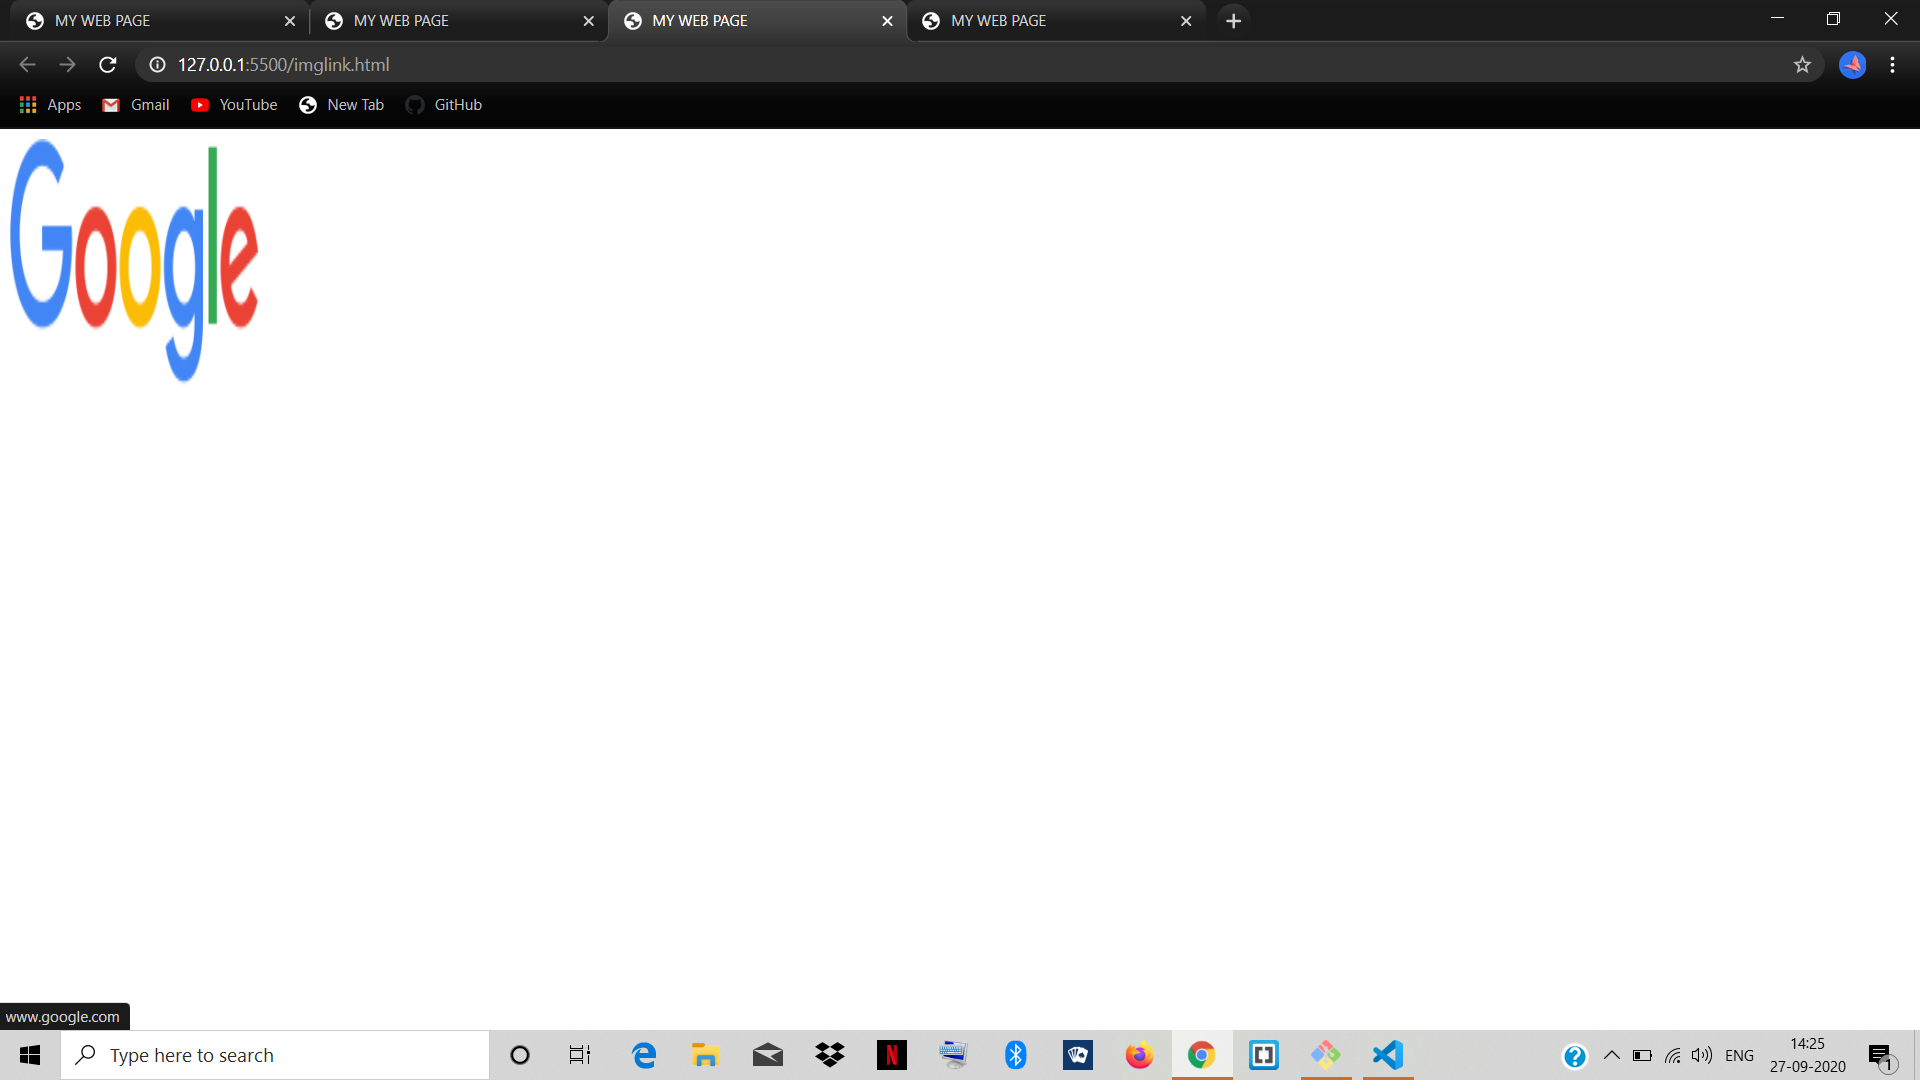 MY WEB PAGE
MY WEB PAGE
MY WEB PAGE
MY WEB PAGE
127.0.0.1:5500/imglink.html
Apps
Gmail
YouTube
New Tab
GitHub
Google
www.google.com
Type here to search
N
ENG
14:25
27-09-2020
1